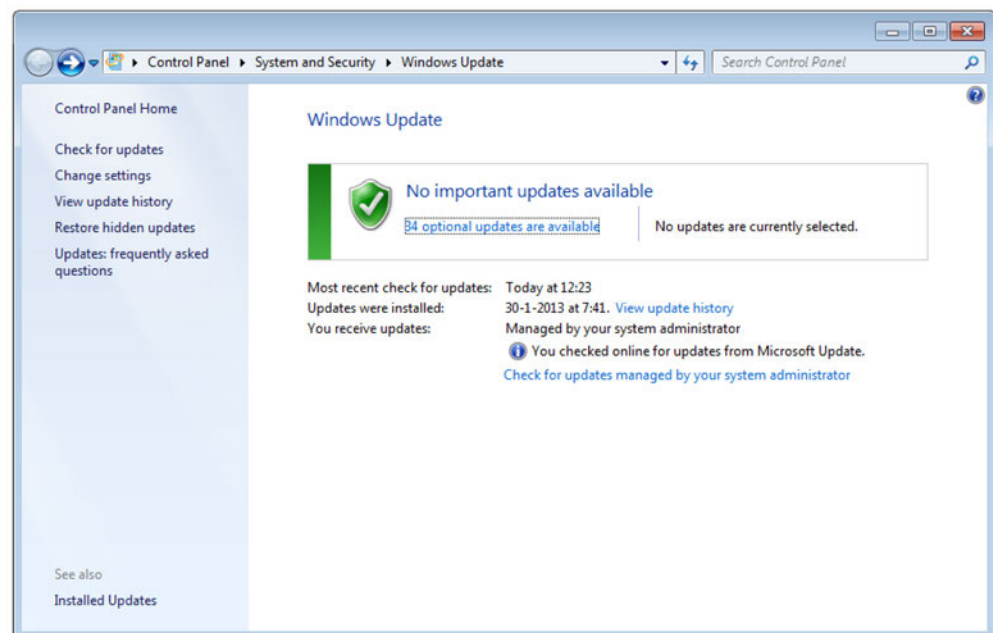 Control Panel ▸ System and Security ▸ Windows Update
Search Control Panel
Control Panel Home
Check for updates
Change settings
View update history
Restore hidden updates
Updates: frequently asked
questions
See also
Installed Updates
Windows Update
No important updates available
34 optional updates are available
No updates are currently selected.
Most recent check for updates: Today at 12:23
Updates were installed: 30-1-2013 at 7:41. View update history
You receive updates: Managed by your system administrator
You checked online for updates from Microsoft Update.
Check for updates managed by your system administrator